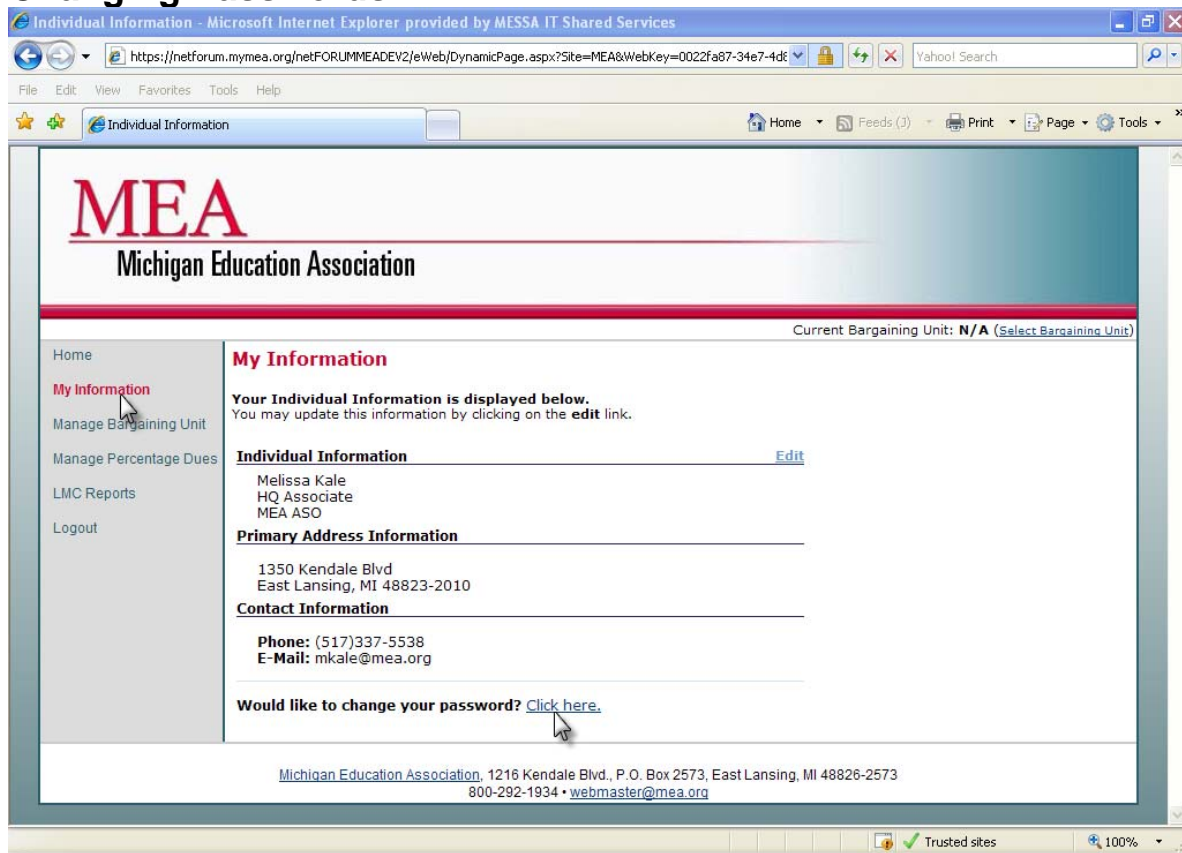 Individual Information - Microsoft Internet Explorer provided by MESSA IT Shared Services
https://netforum.mymea.org/netFORUMMEADEV2/eWeb/DynamicPage.aspx?Site=MEA&WebKey=0022fa87-34e7-4d8
Yahoo! Search
File Edit View Favorites Tools Help
Individual Information
Home Feeds (J) Print Page Tools »
MEA
Michigan Education Association
Current Bargaining Unit: N/A (Select Bargaining Unit)
Home
My Information
Manage Bargaining Unit
Manage Percentage Dues
LMC Reports
Logout
My Information
Your Individual Information is displayed below.
You may update this information by clicking on the edit link.
Individual Information Edit
Melissa Kale
HQ Associate
MEA ASO
Primary Address Information
1350 Kendale Blvd
East Lansing, MI 48823-2010
Contact Information
Phone: (517)337-5538
E-Mail: mkale@mea.org
Would like to change your password? Click here.
Michigan Education Association, 1216 Kendale Blvd., P.O. Box 2573, East Lansing, MI 48826-2573
800-292-1934 • webmaster@mea.org
Trusted sites 100%